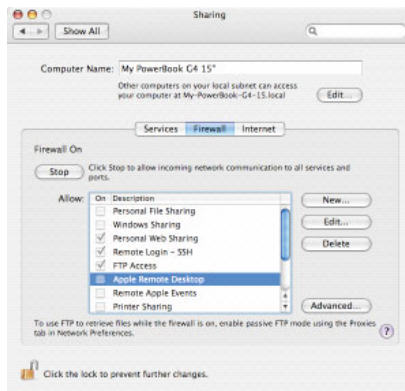 Sharing
Show All
Computer Name: My PowerBook G4 15"
Other computers on your local subnet can access
your computer at My-PowerBook-G4-15.local
Edit...
Services Firewall Internet
Firewall On
Stop
Click Stop to allow incoming network communication to all services and
ports.
Allow:
On Description
Personal File Sharing
Windows Sharing
Personal Web Sharing
Remote Login - SSH
FTP Access
Apple Remote Desktop
Remote Apple Events
Printer Sharing
New...
Edit...
Delete
Advanced...
To use FTP to retrieve files while the firewall is on, enable passive FTP mode using the Proxies
tab in Network Preferences.
?
Click the lock to prevent further changes.